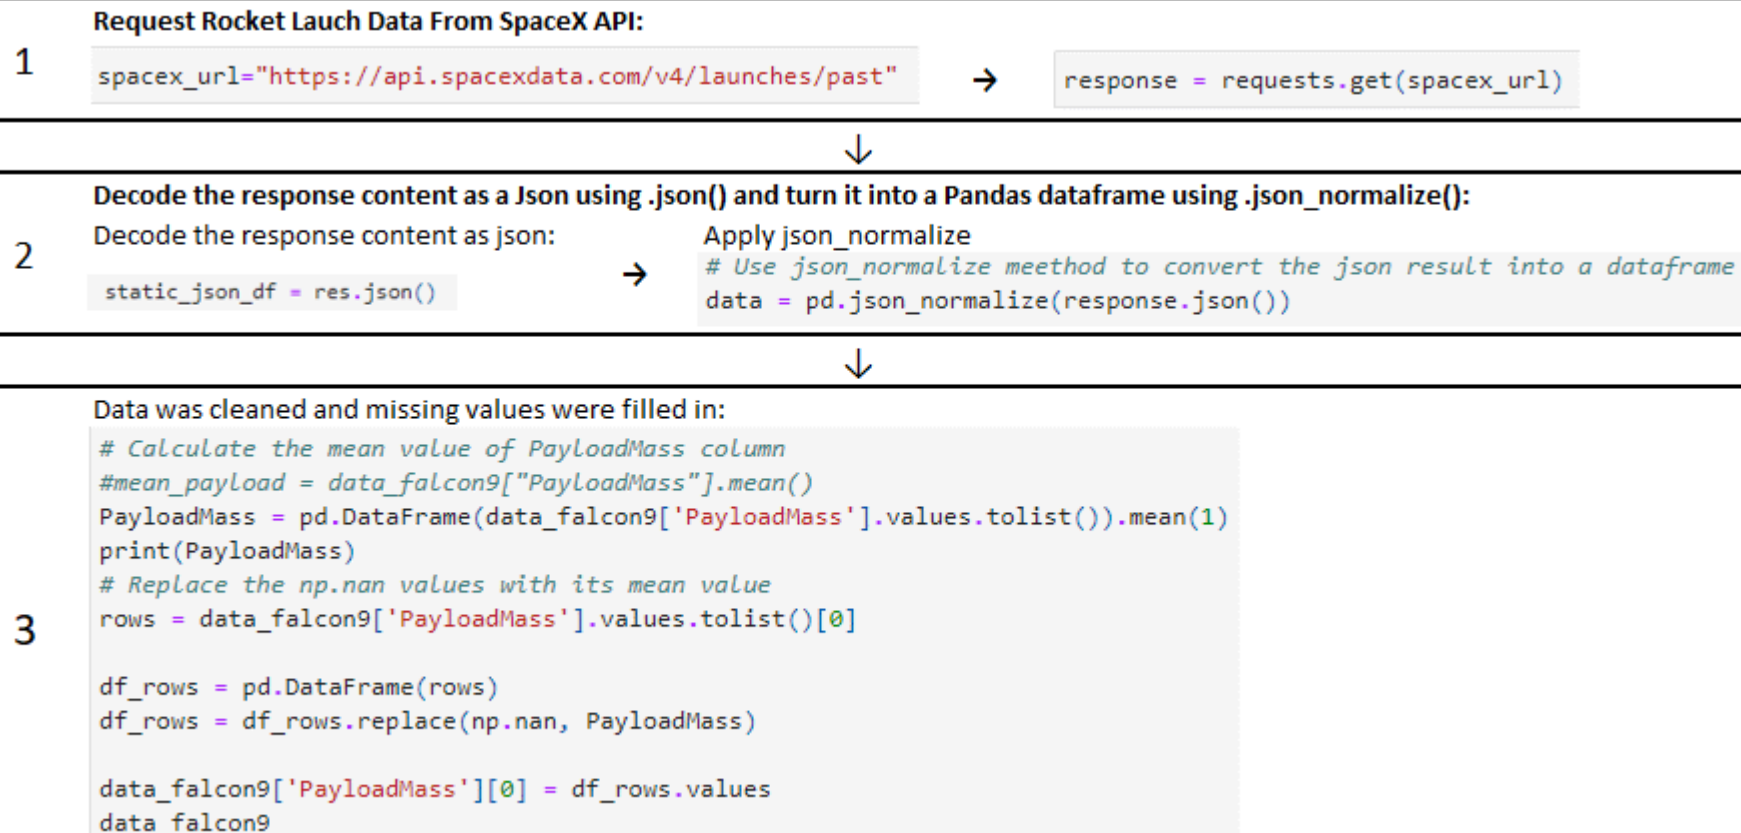 Request Rocket Lauch Data From SpaceX API:
1
spacex_url="https://api.spacexdata.com/v4/launches/past" → response = requests.get(spacex_url)
↓
Decode the response content as a Json using .json() and turn it into a Pandas dataframe using .json_normalize():
2
Decode the response content as json:
static_json_df = res.json()
→
Apply json_normalize
# Use json_normalize meethod to convert the json result into a dataframe
data = pd.json_normalize(response.json())
↓
Data was cleaned and missing values were filled in:
3
# Calculate the mean value of PayloadMass column
#mean_payload = data_falcon9["PayloadMass"].mean()
PayloadMass = pd.DataFrame(data_falcon9['PayloadMass'].values.tolist()).mean(1)
print(PayloadMass)
# Replace the np.nan values with its mean value
rows = data_falcon9['PayloadMass'].values.tolist()[0]
df_rows = pd.DataFrame(rows)
df_rows = df_rows.replace(np.nan, PayloadMass)
data_falcon9['PayloadMass'][0] = df_rows.values
data_falcon9